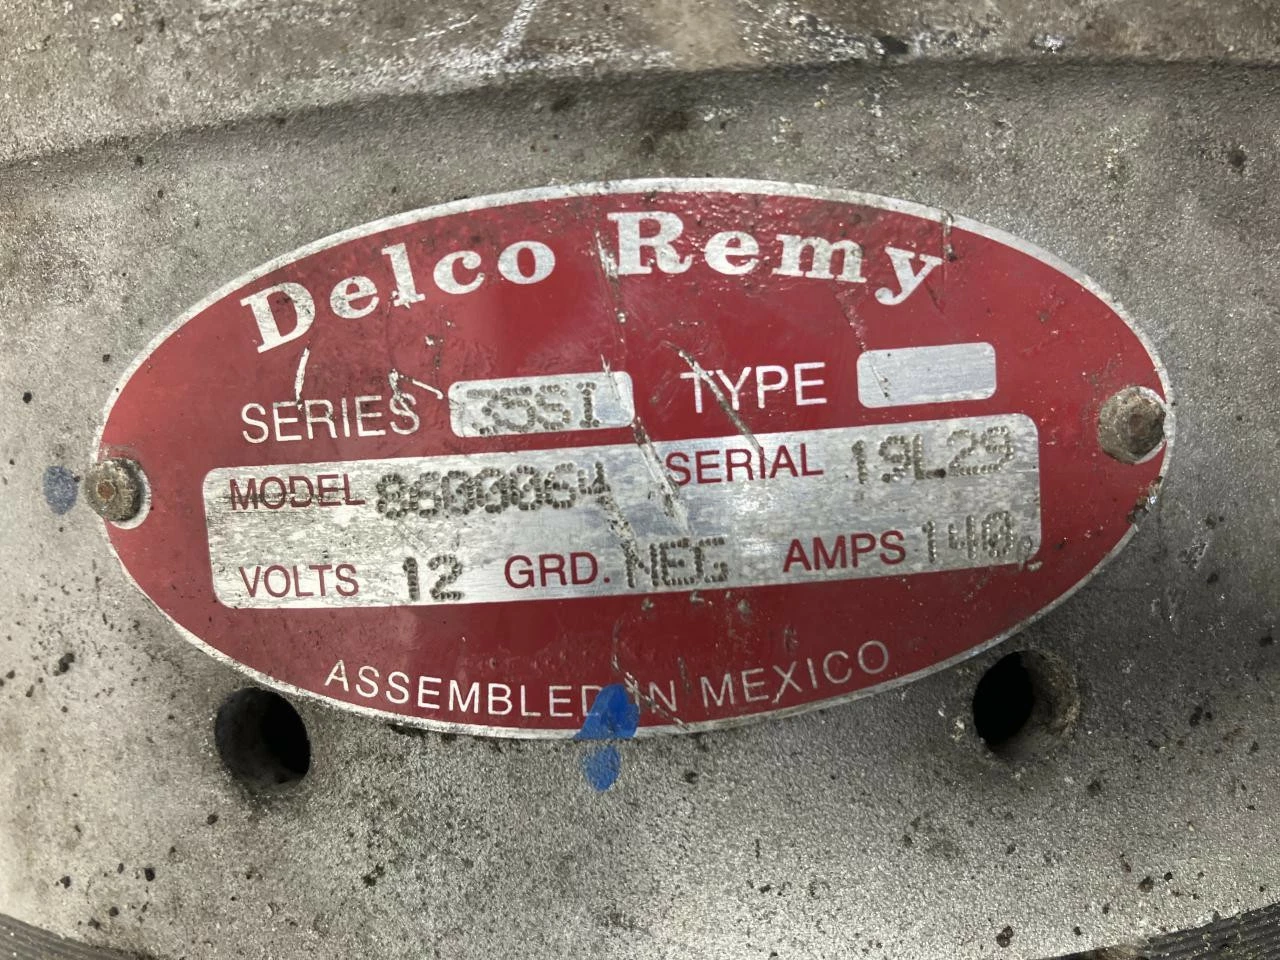 Delco Remy
SERIES 35SI TYPE
MODEL 8600064 SERIAL 19L29
VOLTS 12 GRD. NEG AMPS 140
ASSEMBLED IN MEXICO